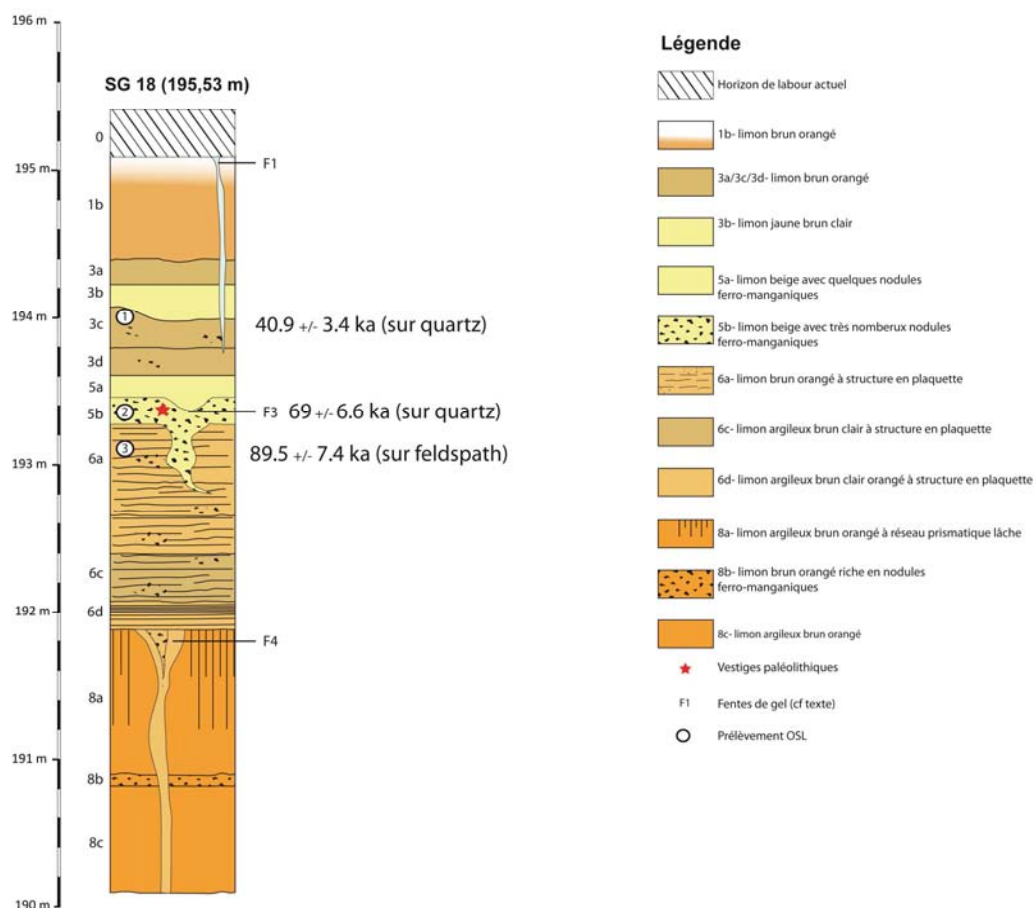 196 m
SG 18 (195,53 m)
0
F1
195 m
1b
3a
3b
194 m
1
3c
40.9 +/- 3.4 ka (sur quartz)
3d
5a
5b
2
F3
69 +/- 6.6 ka (sur quartz)
3
6a
89.5 +/- 7.4 ka (sur feldspath)
193 m
6c
192 m
6d
F4
8a
191 m
8b
8c
190 m
Légende
Horizon de labour actuel
1b- limon brun orangé
3a/3c/3d- limon brun orangé
3b- limon jaune brun clair
5a- limon beige avec quelques nodules
ferro-manganiques
5b- limon beige avec très nomberux nodules
ferro-manganiques
6a- limon brun orangé à structure en plaquette
6c- limon argileux brun clair à structure en plaquette
6d- limon argileux brun clair orangé à structure en plaquette
8a- limon argileux brun orangé à réseau prismatique lâche
8b- limon brun orangé riche en nodules
ferro-manganiques
8c- limon argileux brun orangé
Vestiges paléolithiques
F1 Fentes de gel (cf texte)
Prélèvement OSL